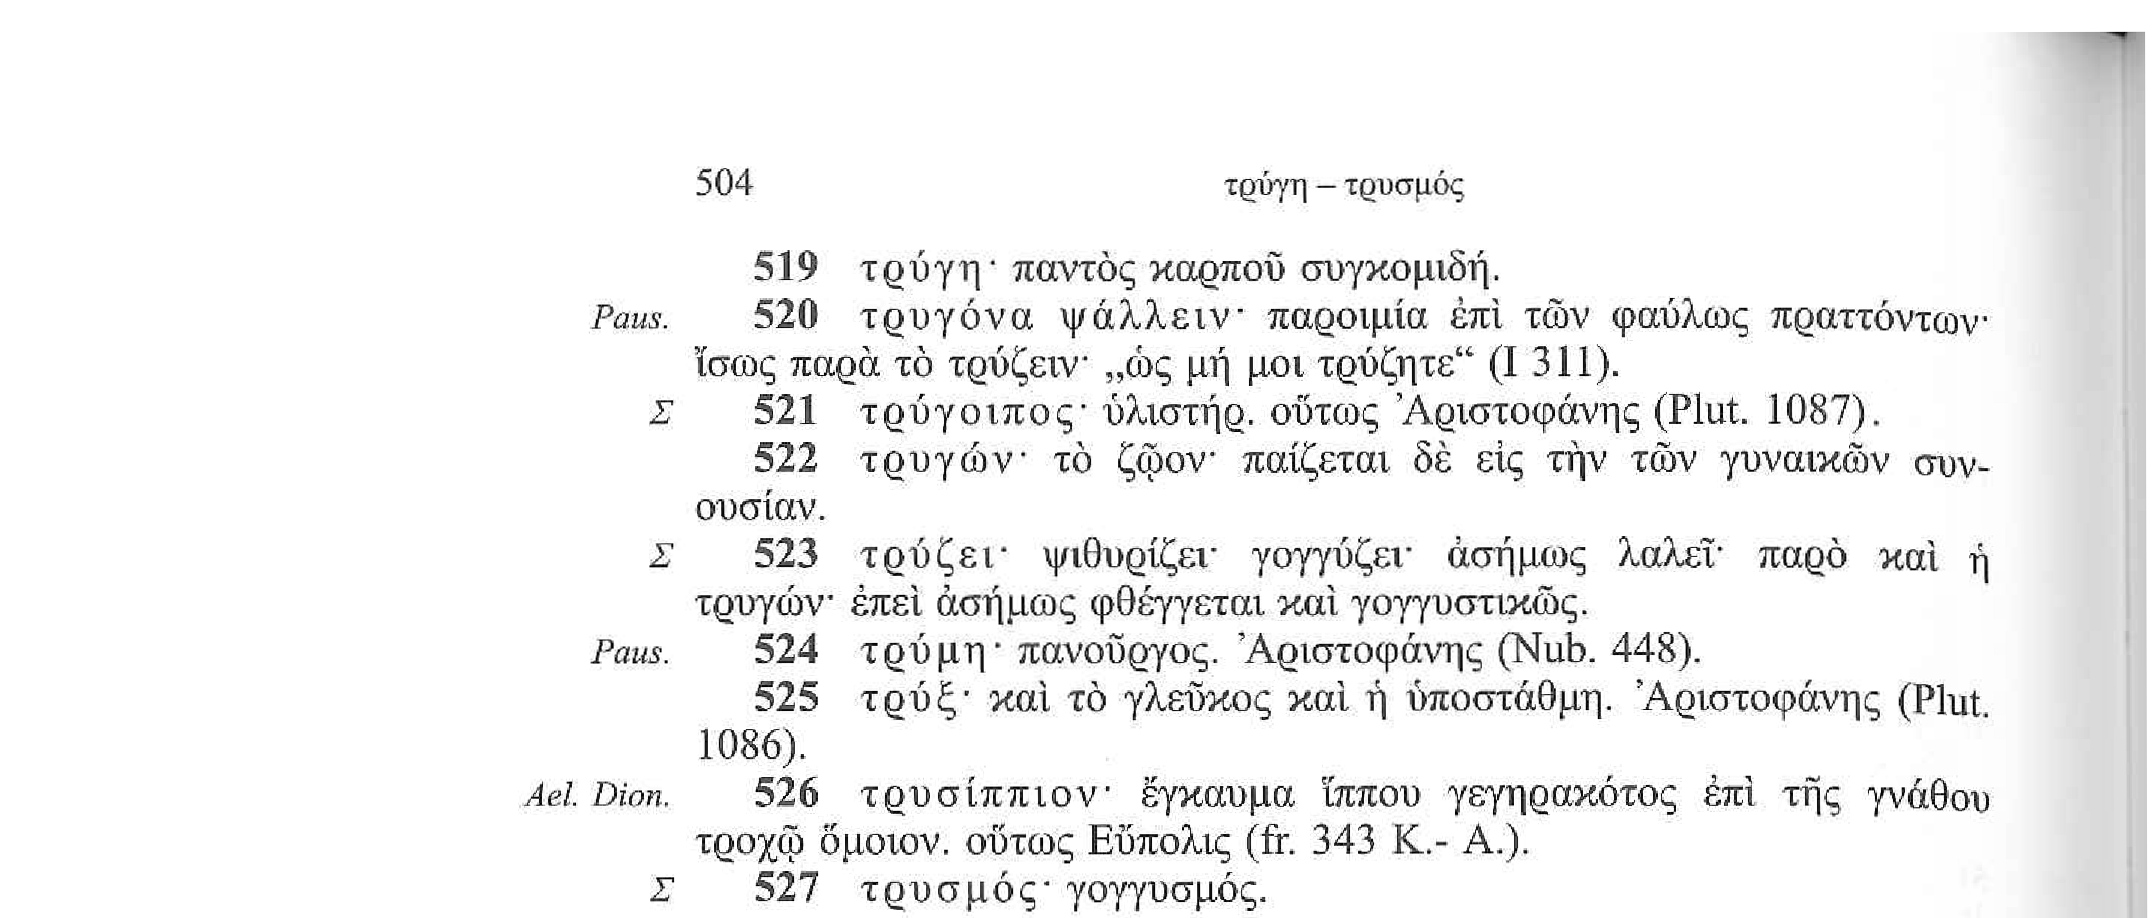 504 τρύγη – τρυσμός
519 τρύγη· παντὸς καρποῦ συγκομιδή.
Paus. 520 τρυγόνα ψάλλειν· παροιμία ἐπὶ τῶν φαύλως πραττόντων·
ἴσως παρὰ τὸ τρύζειν· „ὡς μή μοι τρύζητε“ (I 311).
Σ 521 τρύγοιπος· ὑλιστήρ. οὕτως Ἀριστοφάνης (Plut. 1087).
522 τρυγών· τὸ ζῷον· παίζεται δὲ εἰς τὴν τῶν γυναικῶν συν-
ουσίαν.
Σ 523 τρύζει· ψιθυρίζει· γογγύζει· ἀσήμως λαλεῖ· παρὸ καὶ ἡ
τρυγών· ἐπεὶ ἀσήμως φθέγγεται καὶ γογγυστικῶς.
Paus. 524 τρύμη· πανοῦργος. Ἀριστοφάνης (Nub. 448).
525 τρύξ· καὶ τὸ γλεῦκος καὶ ἡ ὑποστάθμη. Ἀριστοφάνης (Plut.
1086).
Ael. Dion. 526 τρυσίππιον· ἔγκαυμα ἵππου γεγηρακότος ἐπὶ τῆς γνάθου
τροχῷ ὅμοιον. οὕτως Εὔπολις (fr. 343 K.- A.).
Σ 527 τρυσμός· γογγυσμός.